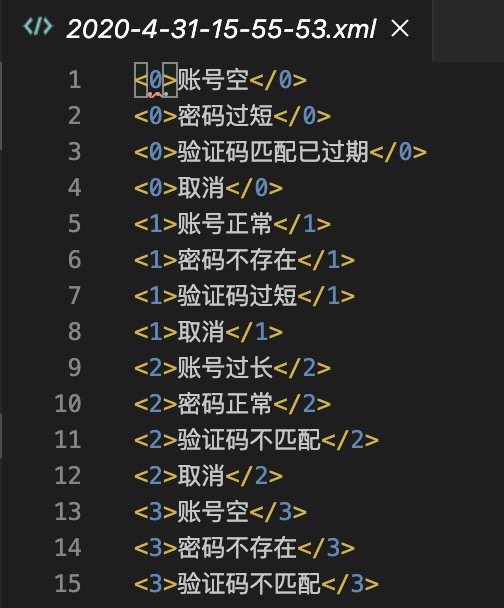 2020-4-31-15-55-53.xml
1 <0>账号空</0>
2 <0>密码过短</0>
3 <0>验证码匹配已过期</0>
4 <0>取消</0>
5 <1>账号正常</1>
6 <1>密码不存在</1>
7 <1>验证码过短</1>
8 <1>取消</1>
9 <2>账号过长</2>
10 <2>密码正常</2>
11 <2>验证码不匹配</2>
12 <2>取消</2>
13 <3>账号空</3>
14 <3>密码不存在</3>
15 <3>验证码不匹配</3>